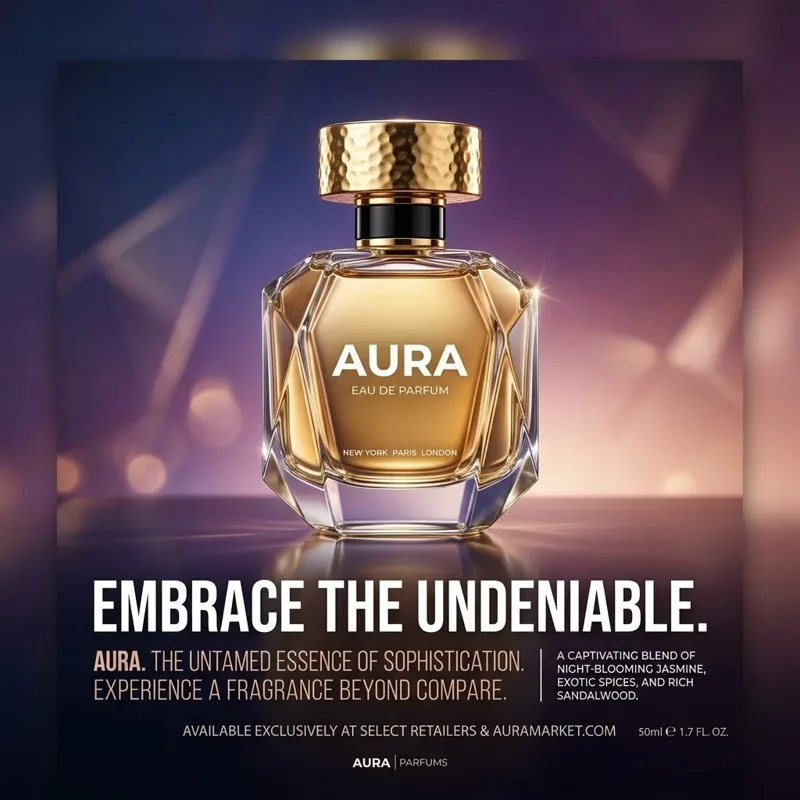 AURA
EAU DE PARFUM
NEW YORK PARIS LONDON
EMBRACE THE UNDENIABLE.
AURA. THE UNTAMED ESSENCE OF SOPHISTICATION.
EXPERIENCE A FRAGRANCE BEYOND COMPARE.
A CAPTIVATING BLEND OF
NIGHT-BLOOMING JASMINE,
EXOTIC SPICES, AND RICH
SANDALWOOD.
AVAILABLE EXCLUSIVELY AT SELECT RETAILERS & AURAMARKET.COM
50ml ℮ 1.7 FL. OZ.
AURA | PARFUMS